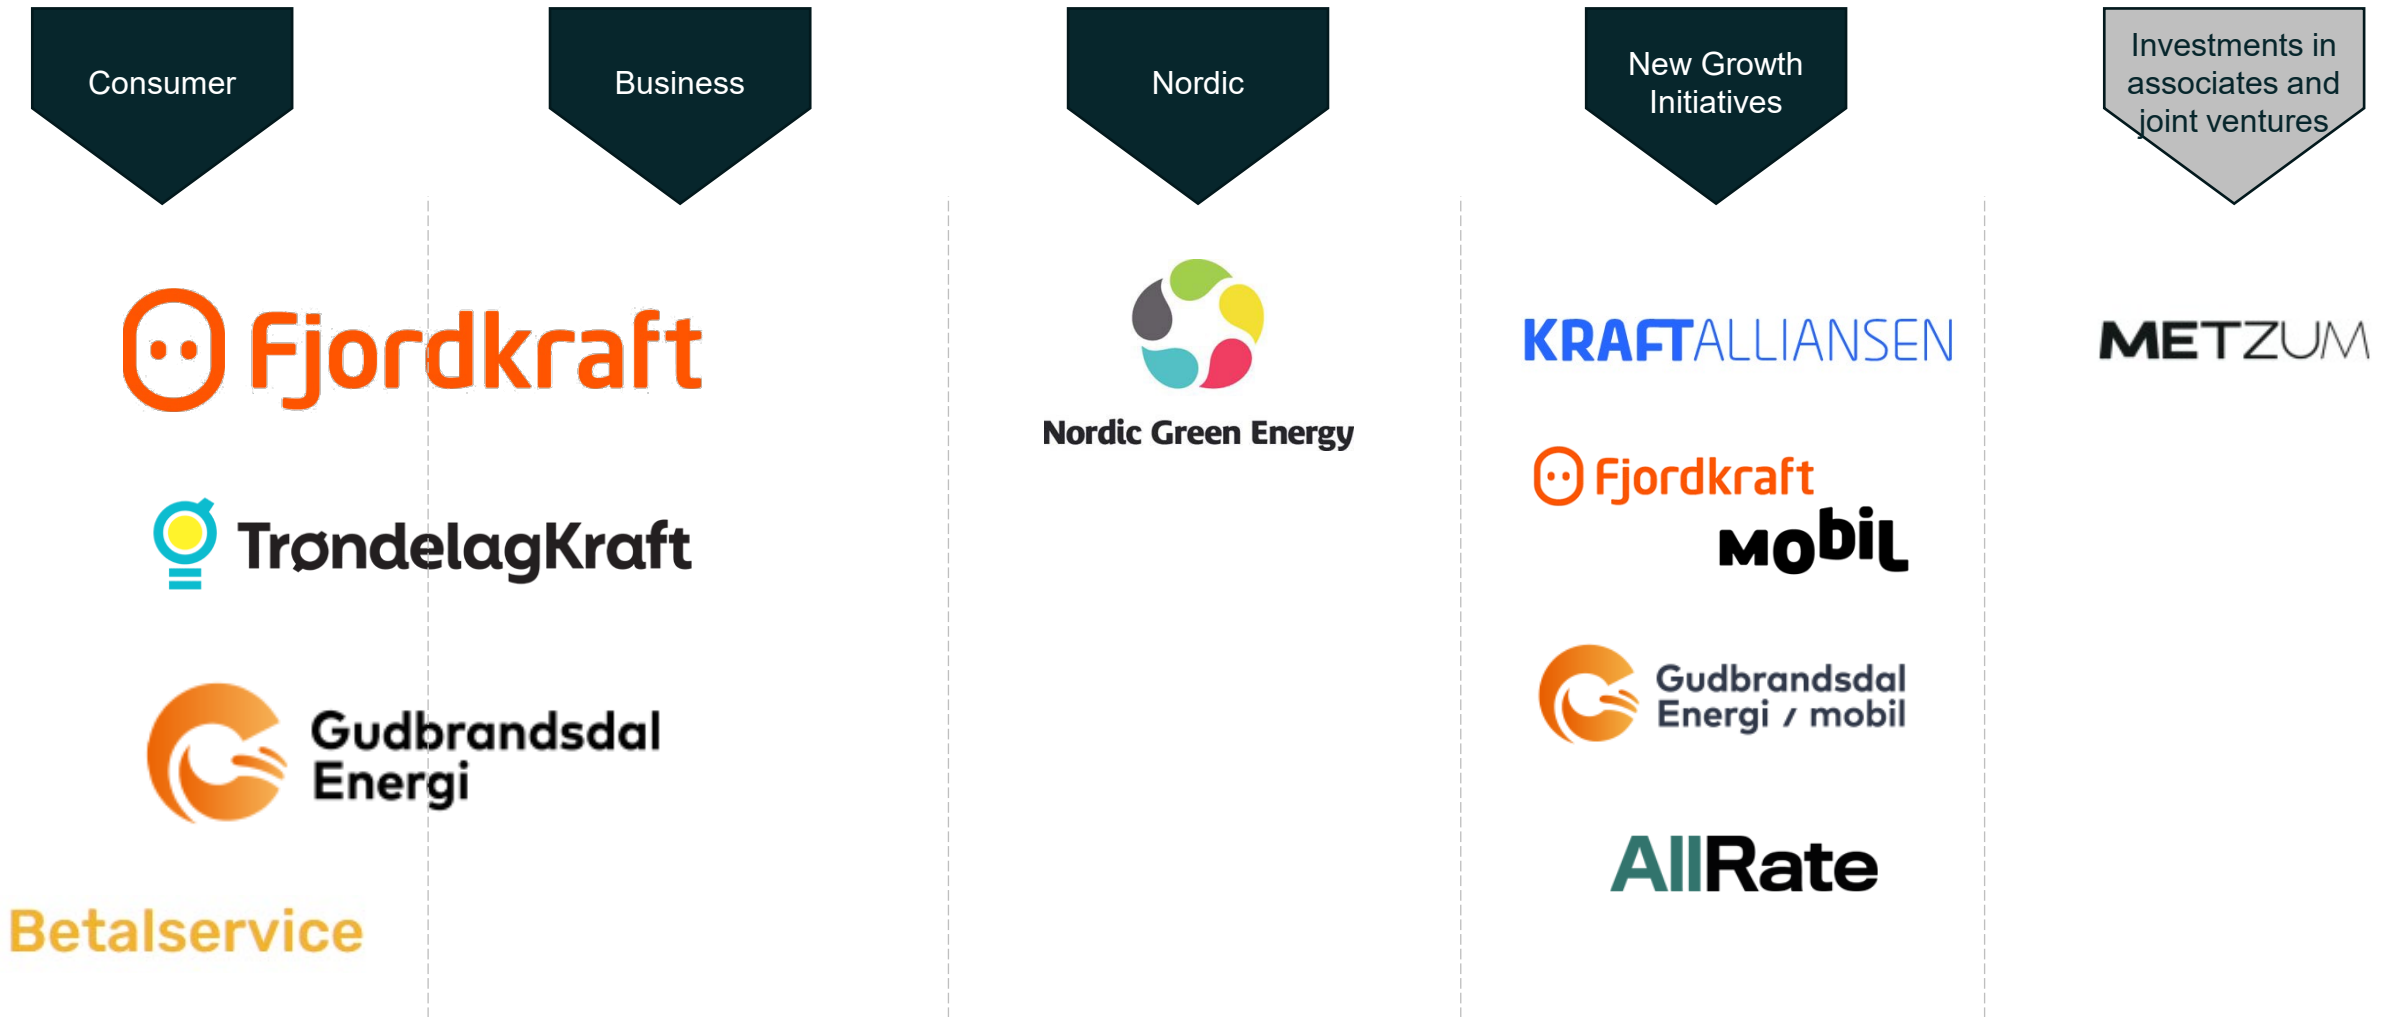 Consumer
Business
Nordic
New Growth
Initiatives
Investments in
associates and
joint ventures
Fjordkraft
TrøndelagKraft
Gudbrandsdal
Energi
Betalservice
Nordic Green Energy
KRAFTALLIANSEN
Fjordkraft
MobiL
Gudbrandsdal
Energi / mobil
AllRate
METZUM